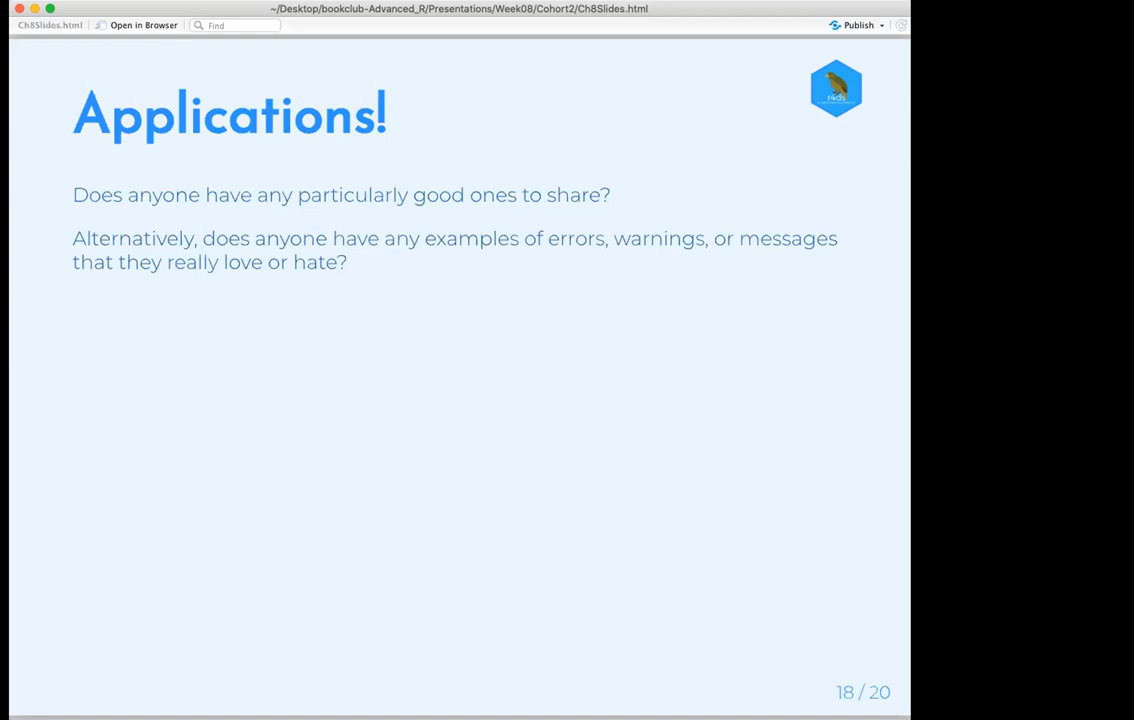 ~/Desktop/bookclub-Advanced_R/Presentations/Week08/Cohort2/Ch8Slides.html
Ch8Slides.html Open in Browser Find Publish
Applications!
r4ds
Does anyone have any particularly good ones to share?
Alternatively, does anyone have any examples of errors, warnings, or messages
that they really love or hate?
18 / 20